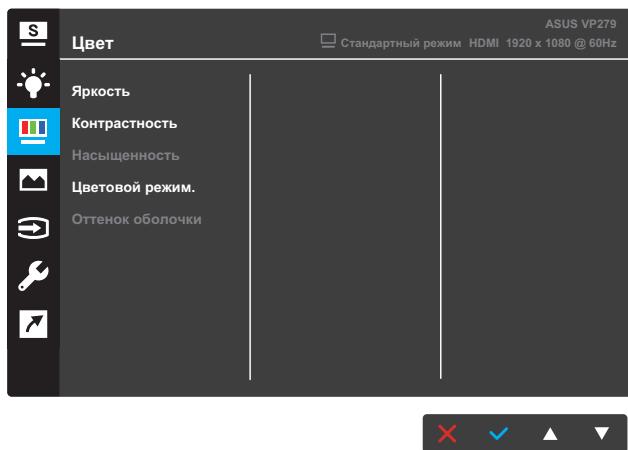 S
ASUS VP279
Цвет
Стандартный режим HDMI 1920 x 1080 @ 60Hz
Яркость
Контрастность
Насыщенность
Цветовой режим.
Оттенок оболочки